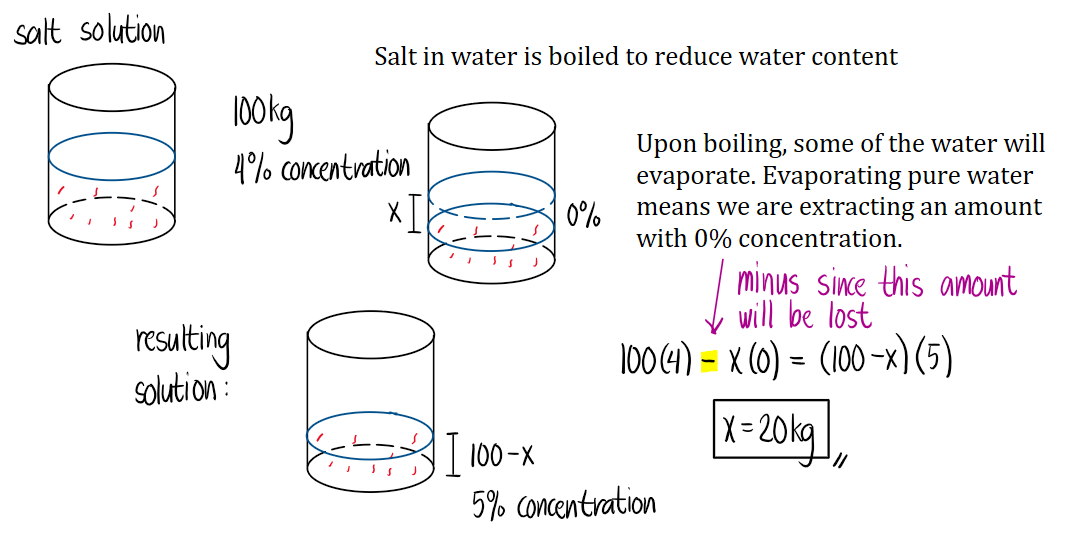 salt solution
Salt in water is boiled to reduce water content
100kg
4% concentration
x
0%
Upon boiling, some of the water will
evaporate. Evaporating pure water
means we are extracting an amount
with 0% concentration.
minus since this amount
will be lost
100(4) - x(0) = (100-x)(5)
x=20kg
resulting
solution:
100-x
5% concentration